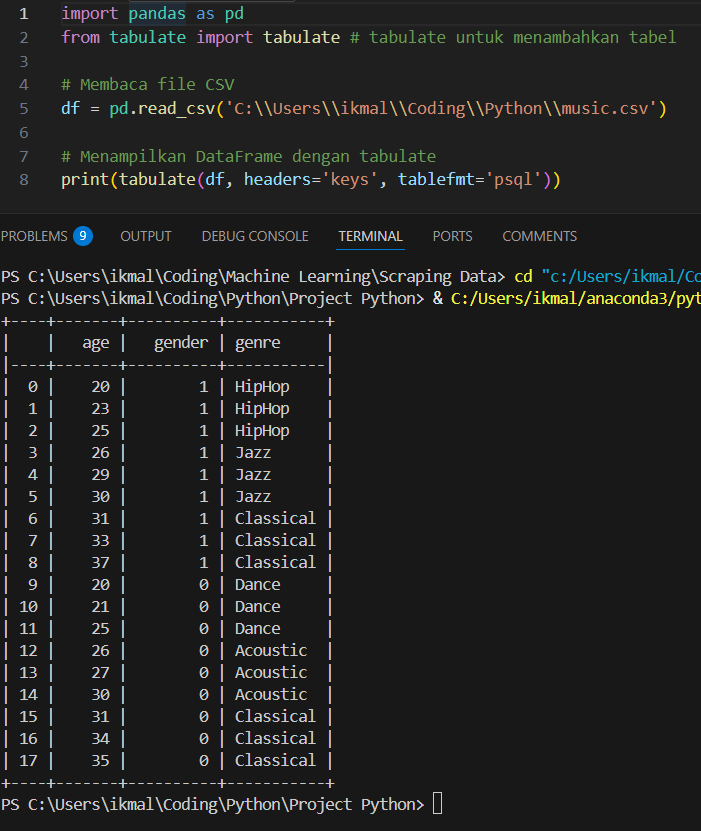 1 import pandas as pd
2 from tabulate import tabulate # tabulate untuk menambahkan tabel
3
4 # Membaca file CSV
5 df = pd.read_csv('C:\\Users\\ikmal\\Coding\\Python\\music.csv')
6
7 # Menampilkan DataFrame dengan tabulate
8 print(tabulate(df, headers='keys', tablefmt='psql'))
PROBLEMS 9 OUTPUT DEBUG CONSOLE TERMINAL PORTS COMMENTS
PS C:\Users\ikmal\Coding\Machine Learning\Scraping Data> cd "c:/Users/ikmal/Co
PS C:\Users\ikmal\Coding\Python\Project Python> & C:/Users/ikmal/anaconda3/pyt
+----+-------+----------+-----------+
|    |   age |   gender | genre     |
|----+-------+----------+-----------|
|  0 |    20 |        1 | HipHop    |
|  1 |    23 |        1 | HipHop    |
|  2 |    25 |        1 | HipHop    |
|  3 |    26 |        1 | Jazz      |
|  4 |    29 |        1 | Jazz      |
|  5 |    30 |        1 | Jazz      |
|  6 |    31 |        1 | Classical |
|  7 |    33 |        1 | Classical |
|  8 |    37 |        1 | Classical |
|  9 |    20 |        0 | Dance     |
| 10 |    21 |        0 | Dance     |
| 11 |    25 |        0 | Dance     |
| 12 |    26 |        0 | Acoustic  |
| 13 |    27 |        0 | Acoustic  |
| 14 |    30 |        0 | Acoustic  |
| 15 |    31 |        0 | Classical |
| 16 |    34 |        0 | Classical |
| 17 |    35 |        0 | Classical |
+----+-------+----------+-----------+
PS C:\Users\ikmal\Coding\Python\Project Python>